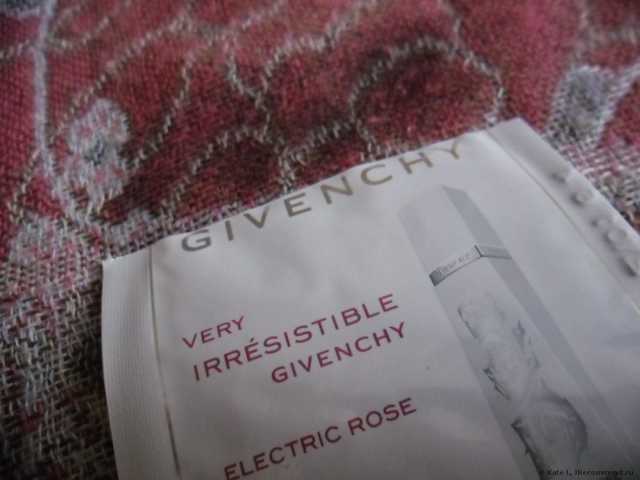 GIVENCHY
VERY
IRRÉSISTIBLE
GIVENCHY
ELECTRIC ROSE